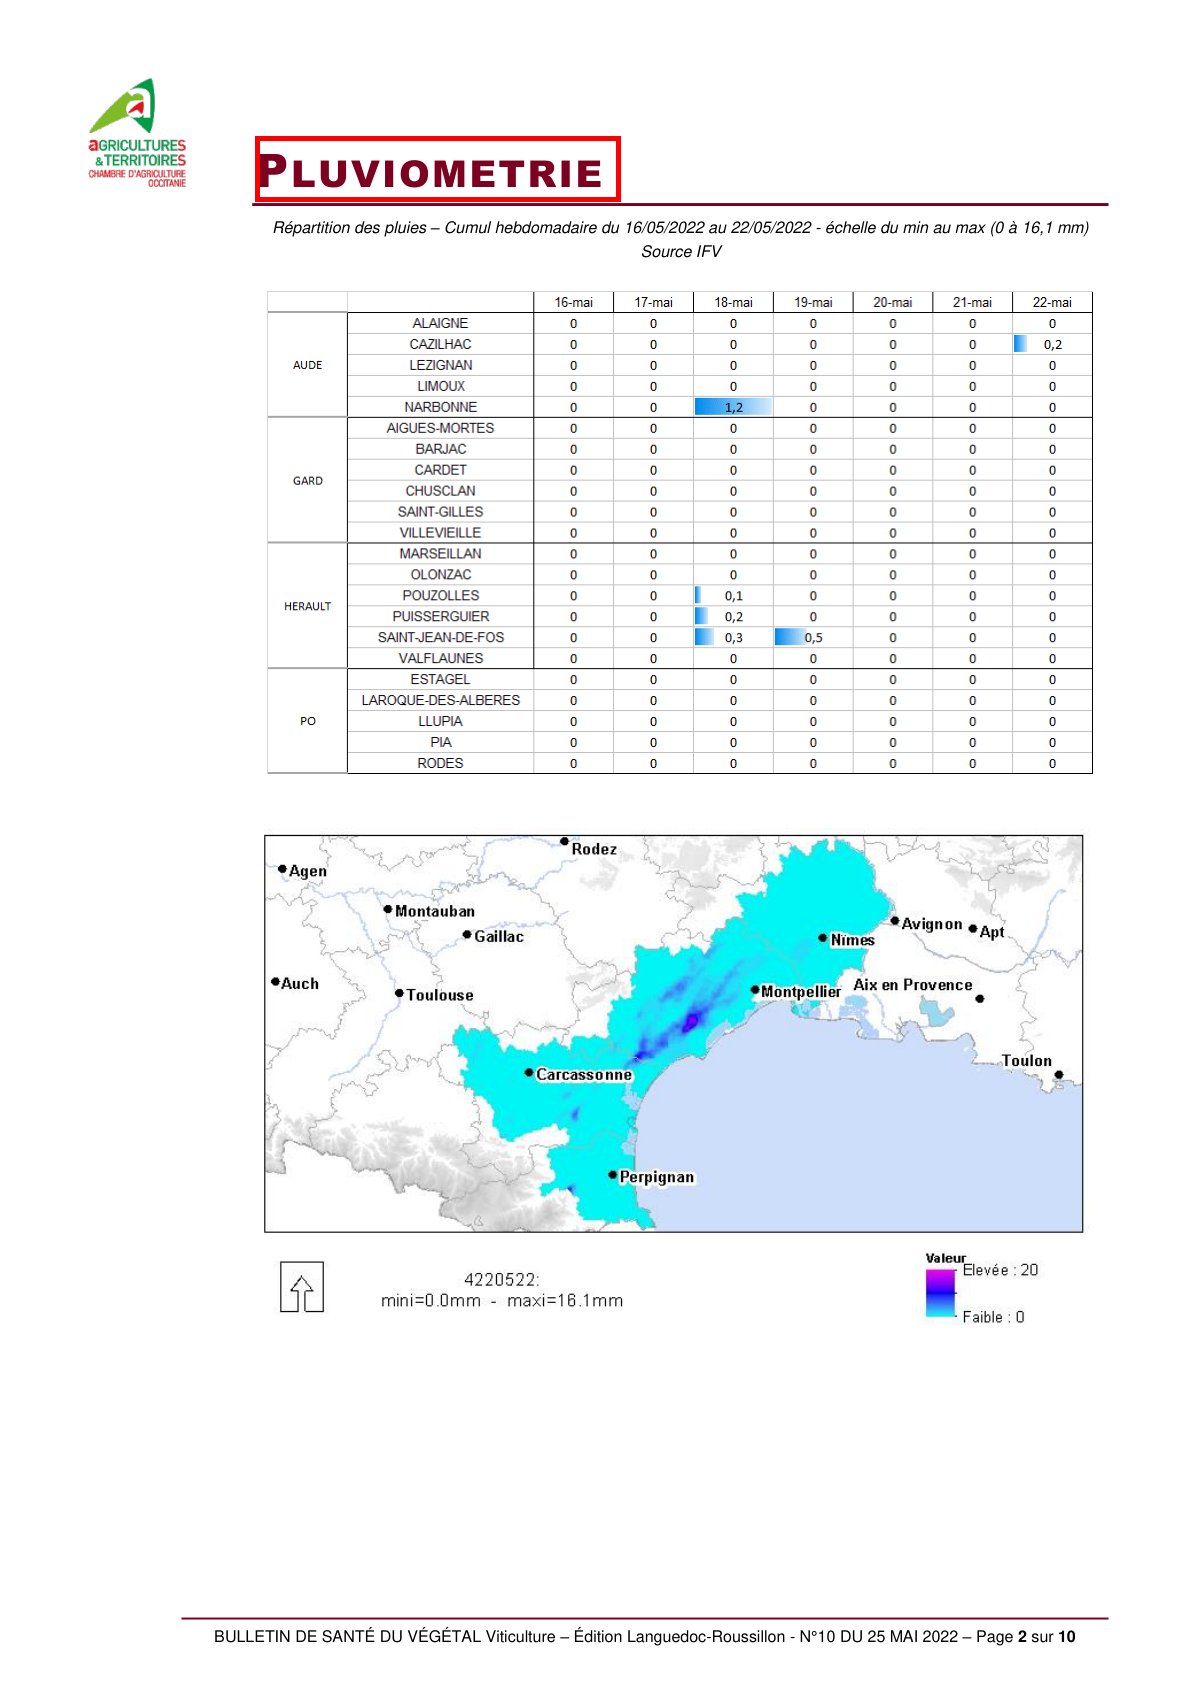 aGRICULTURES
& TERRITOIRES
CHAMBRE D'AGRICULTURE
OCCITANIE
PLUVIOMETRIE
Répartition des pluies – Cumul hebdomadaire du 16/05/2022 au 22/05/2022 - échelle du min au max (0 à 16,1 mm)
Source IFV
16-mai 17-mai 18-mai 19-mai 20-mai 21-mai 22-mai
AUDE
ALAIGNE 0 0 0 0 0 0 0
CAZILHAC 0 0 0 0 0 0 0,2
LEZIGNAN 0 0 0 0 0 0 0
LIMOUX 0 0 0 0 0 0 0
NARBONNE 0 0 1,2 0 0 0 0
GARD
AIGUES-MORTES 0 0 0 0 0 0 0
BARJAC 0 0 0 0 0 0 0
CARDET 0 0 0 0 0 0 0
CHUSCLAN 0 0 0 0 0 0 0
SAINT-GILLES 0 0 0 0 0 0 0
VILLEVIEILLE 0 0 0 0 0 0 0
HERAULT
MARSEILLAN 0 0 0 0 0 0 0
OLONZAC 0 0 0 0 0 0 0
POUZOLLES 0 0 0,1 0 0 0 0
PUISSERGUIER 0 0 0,2 0 0 0 0
SAINT-JEAN-DE-FOS 0 0 0,3 0,5 0 0 0
VALFLAUNES 0 0 0 0 0 0 0
PO
ESTAGEL 0 0 0 0 0 0 0
LAROQUE-DES-ALBERES 0 0 0 0 0 0 0
LLUPIA 0 0 0 0 0 0 0
PIA 0 0 0 0 0 0 0
RODES 0 0 0 0 0 0 0
Rodez
Agen
Montauban
Gaillac
Avignon
Apt
Nimes
Auch
Toulouse
Montpellier
Aix en Provence
Toulon
Carcassonne
Perpignan
4220522:
mini=0.0mm - maxi=16.1mm
Valeur
Elevée : 20
Faible : 0
BULLETIN DE SANTÉ DU VÉGÉTAL Viticulture – Édition Languedoc-Roussillon - N°10 DU 25 MAI 2022 – Page 2 sur 10